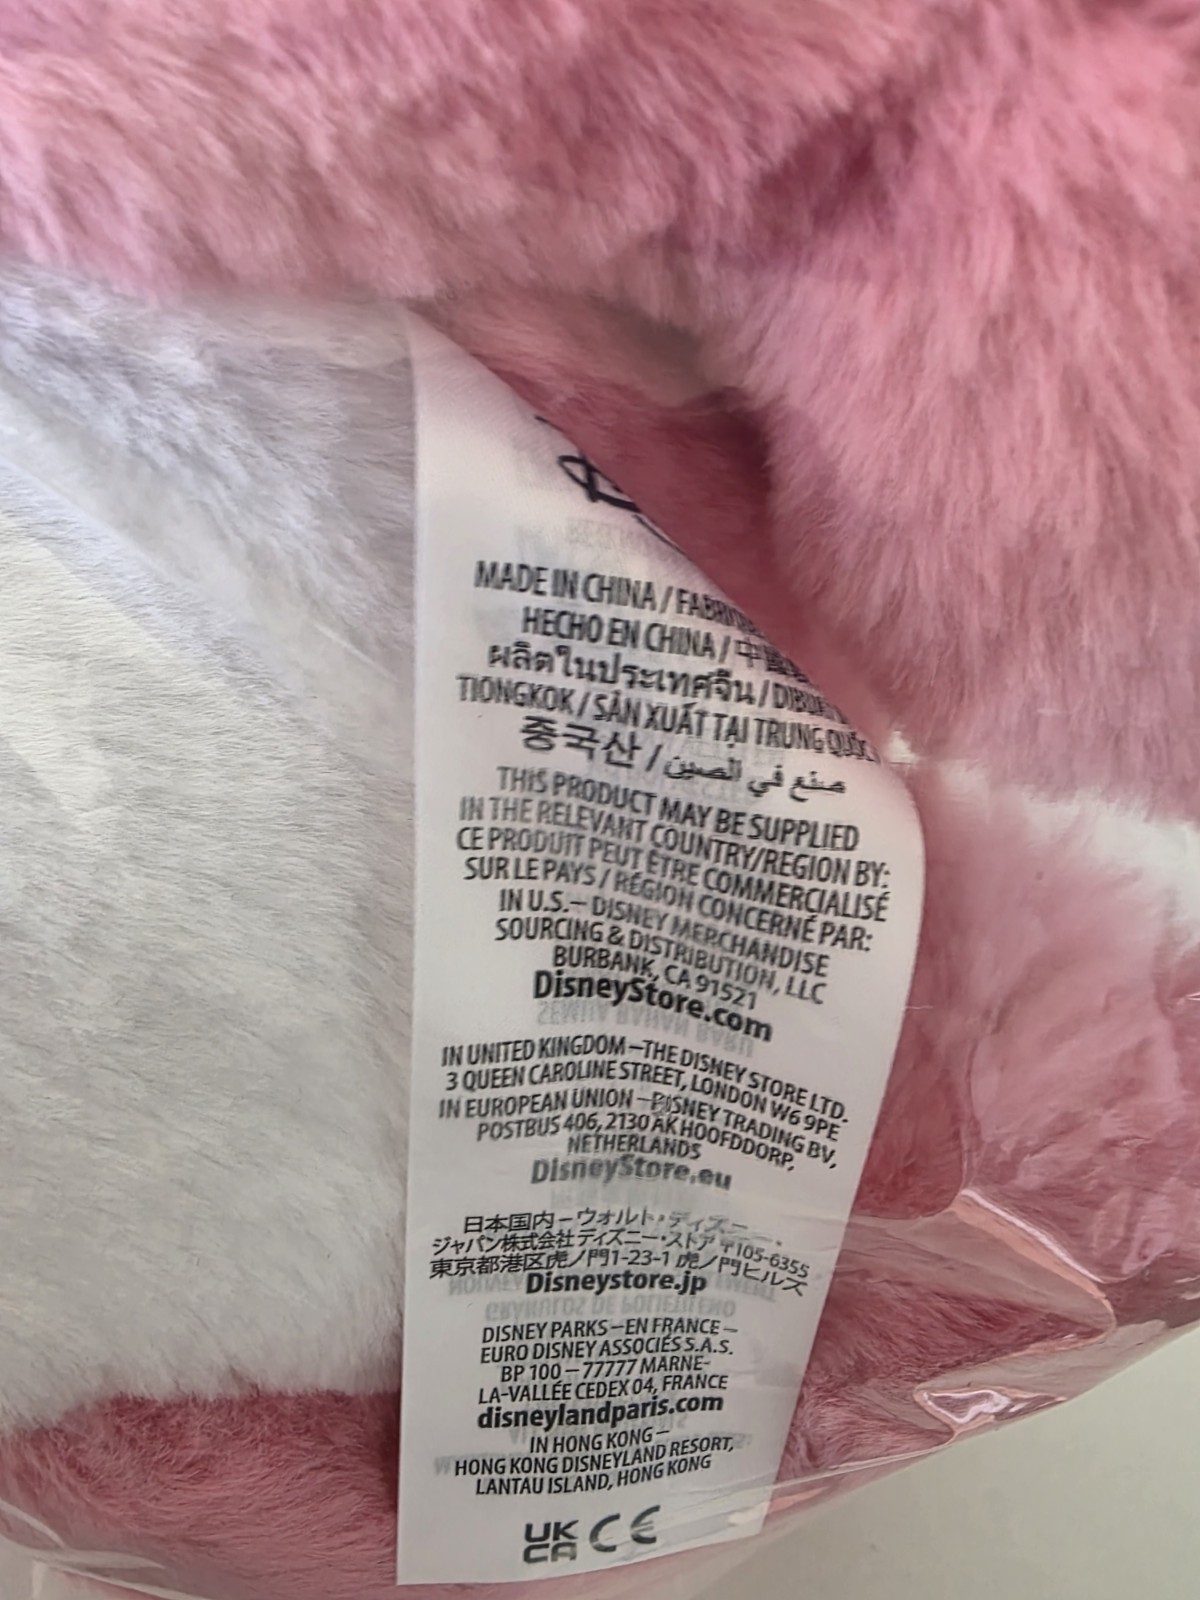 MADE IN CHINA / 
HECHO EN CHINA / 
ผลิตในประเทศจีน / 
TIONGKOK / SẢN XUẤT TẠI TRUNG QUỐC
중국산 / صنع في الصين
THIS PRODUCT MAY BE SUPPLIED
IN THE RELEVANT COUNTRY/REGION BY:
CE PRODUIT PEUT ÊTRE COMMERCIALISÉ
SUR LE PAYS / RÉGION CONCERNÉ PAR:
IN U.S.– DISNEY MERCHANDISE
SOURCING & DISTRIBUTION, LLC
BURBANK, CA 91521
DisneyStore.com
IN UNITED KINGDOM –THE DISNEY STORE LTD.
3 QUEEN CAROLINE STREET, LONDON W6 9PE
IN EUROPEAN UNION –DISNEY TRADING BV,
POSTBUS 406, 2130 AK HOOFDDORP,
NETHERLANDS
DisneyStore.eu
日本国内–ウォルト・ディズニー・
ジャパン株式会社 ディズニー・ストア 〒105-6355
東京都港区虎ノ門1-23-1 虎ノ門ヒルズ
Disneystore.jp
DISNEY PARKS –EN FRANCE –
EURO DISNEY ASSOCIÉS S.A.S.
BP 100 – 77777 MARNE-
LA-VALLÉE CEDEX 04, FRANCE
disneylandparis.com
IN HONG KONG –
HONG KONG DISNEYLAND RESORT,
LANTAU ISLAND, HONG KONG
UK
CA CE